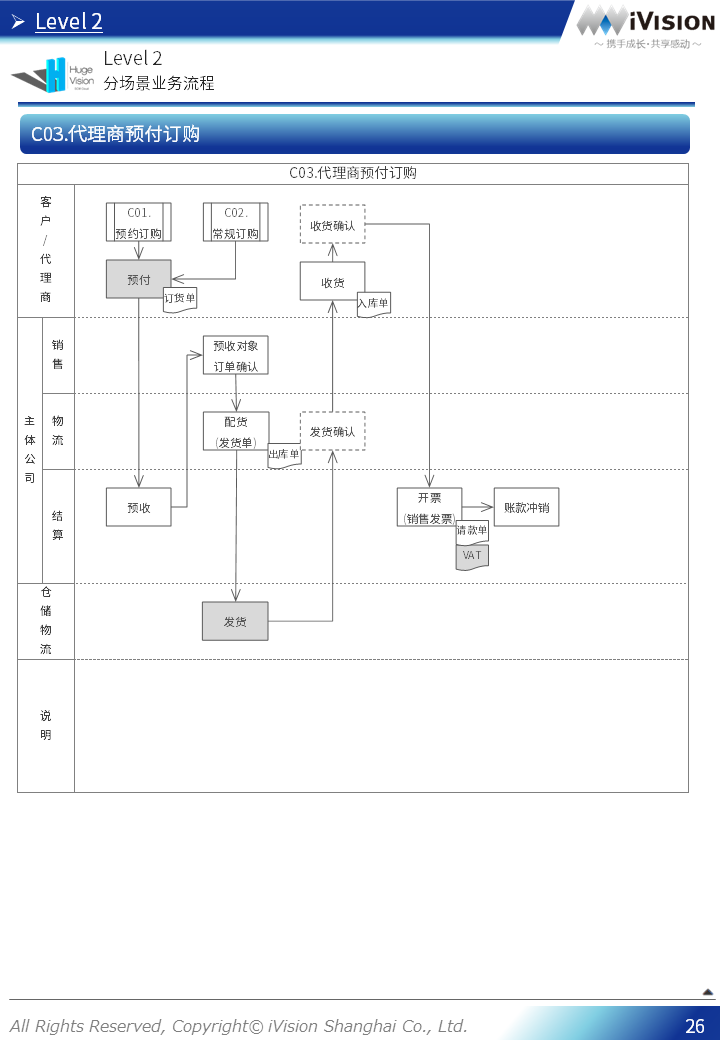 Level 2
iVision
～ 携手成长·共享感动 ～
Huge
Vision
Level 2
分场景业务流程
C03.代理商预付订购
C03.代理商预付订购
客户/代理商
C01.
预约订购
C02.
常规订购
收货确认
预付
订货单
收货
入库单
主体公司
销售
预收对象
订单确认
物流
配货
(发货单)
出库单
发货确认
结算
预收
开票
(销售发票)
请款单
VAT
账款冲销
仓储物流
发货
说明
All Rights Reserved, Copyright© iVision Shanghai Co., Ltd.
26